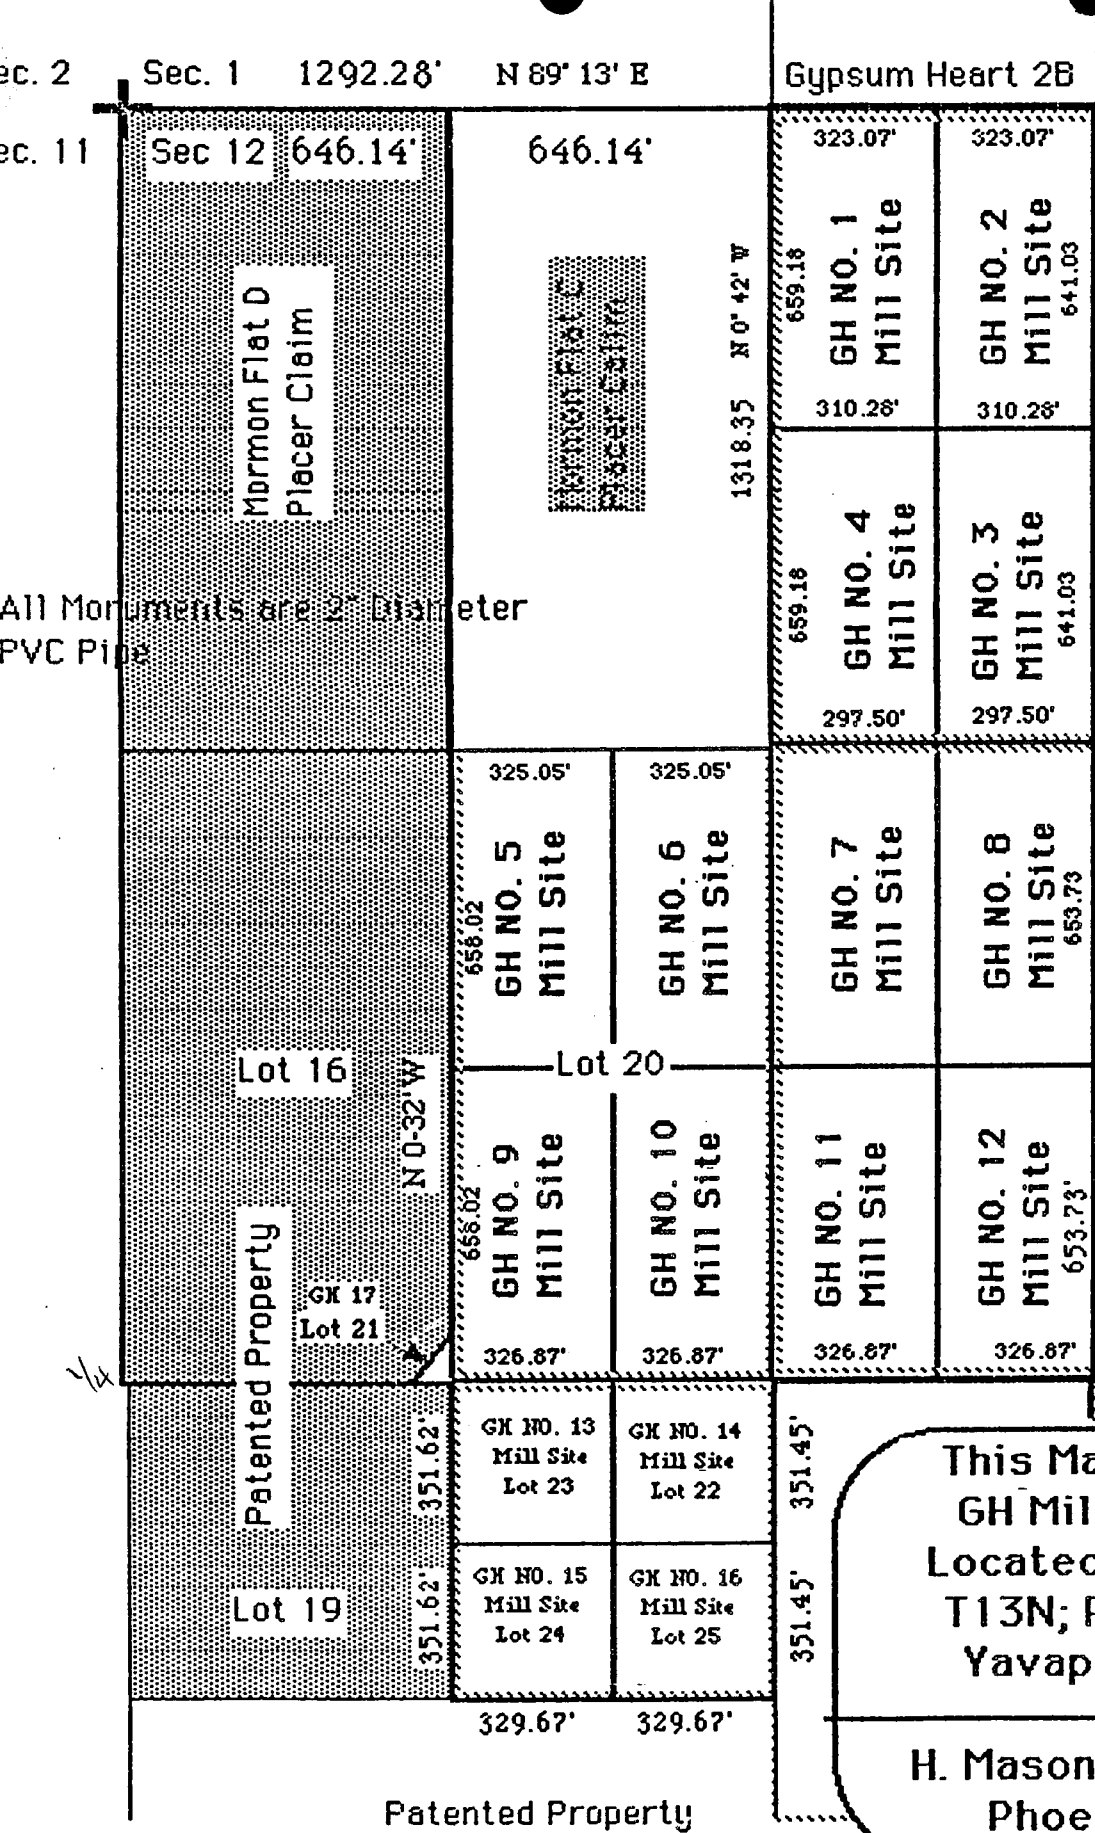 ec. 2 Sec. 1 1292.28' N 89° 13' E Gypsum Heart 2B
ec. 11 Sec 12 646.14' 646.14' 323.07' 323.07'
Mormon Flat D
Placer Claim
Mormon Flat C
Placer Calim
1318.35 N 0° 42' W
659.18
GH NO. 1
Mill Site
310.28'
GH NO. 2
Mill Site
641.03
310.28'
All Monuments are 2" Diameter
PVC Pipe
659.18
GH NO. 4
Mill Site
297.50'
GH NO. 3
Mill Site
641.03
297.50'
325.05' 325.05'
658.02
GH NO. 5
Mill Site
GH NO. 6
Mill Site
GH NO. 7
Mill Site
GH NO. 8
Mill Site
653.73
Lot 16
N 0-32'W
Lot 20
658.02
GH NO. 9
Mill Site
326.87'
GH NO. 10
Mill Site
326.87'
GH NO. 11
Mill Site
326.87'
GH NO. 12
Mill Site
653.73'
326.87'
GH 17
Lot 21
1/4
Patented Property
351.62'
GH NO. 13
Mill Site
Lot 23
GH NO. 14
Mill Site
Lot 22
351.45'
Lot 19
351.62'
GH NO. 15
Mill Site
Lot 24
GH NO. 16
Mill Site
Lot 25
351.45'
329.67' 329.67'
Patented Property
This Ma
GH Mil
Locatec
T13N; R
Yavap
H. Mason
Phoe